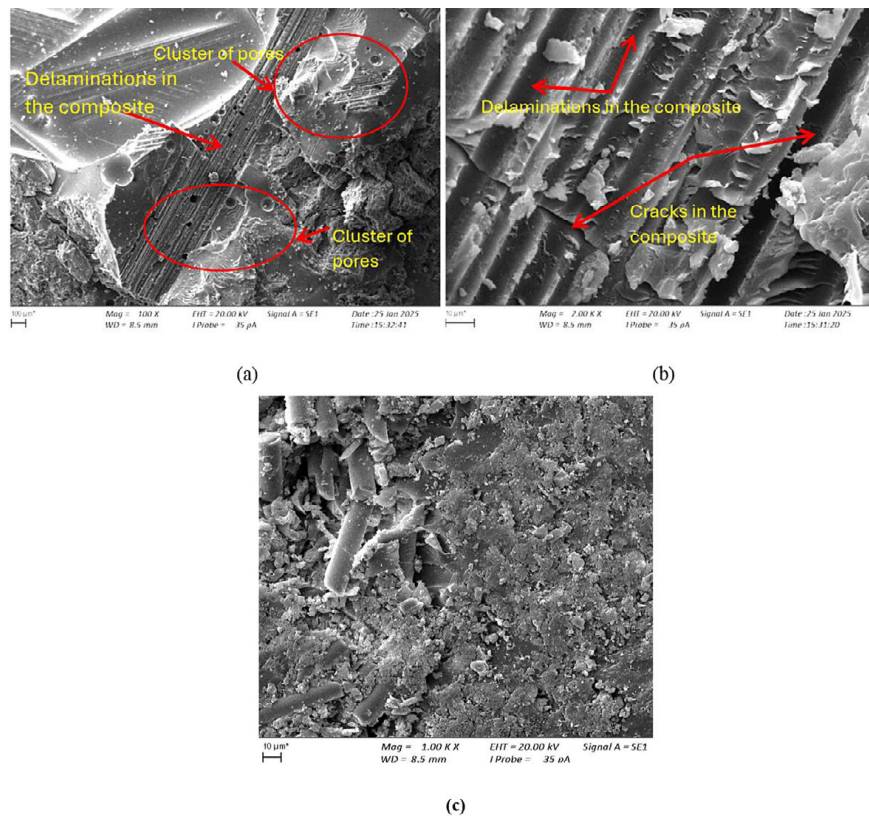 Cluster of pores
Delaminations in
the composite
Cluster of
pores
100 µm*
Mag = 100 X EHT = 20.00 kV Signal A = SE1 Date :25 Jan 2025
WD = 8.5 mm I Probe = 35 pA Time :15:32:41
(a)
Delaminations in the composite
Cracks in the
composite
10 µm*
Mag = 2.00 K X EHT = 20.00 kV Signal A = SE1 Date :25 Jan 2025
WD = 8.5 mm I Probe = 35 pA Time :15:31:20
(b)
10 µm*
Mag = 1.00 K X EHT = 20.00 kV Signal A = SE1
WD = 8.5 mm I Probe = 35 pA
(c)